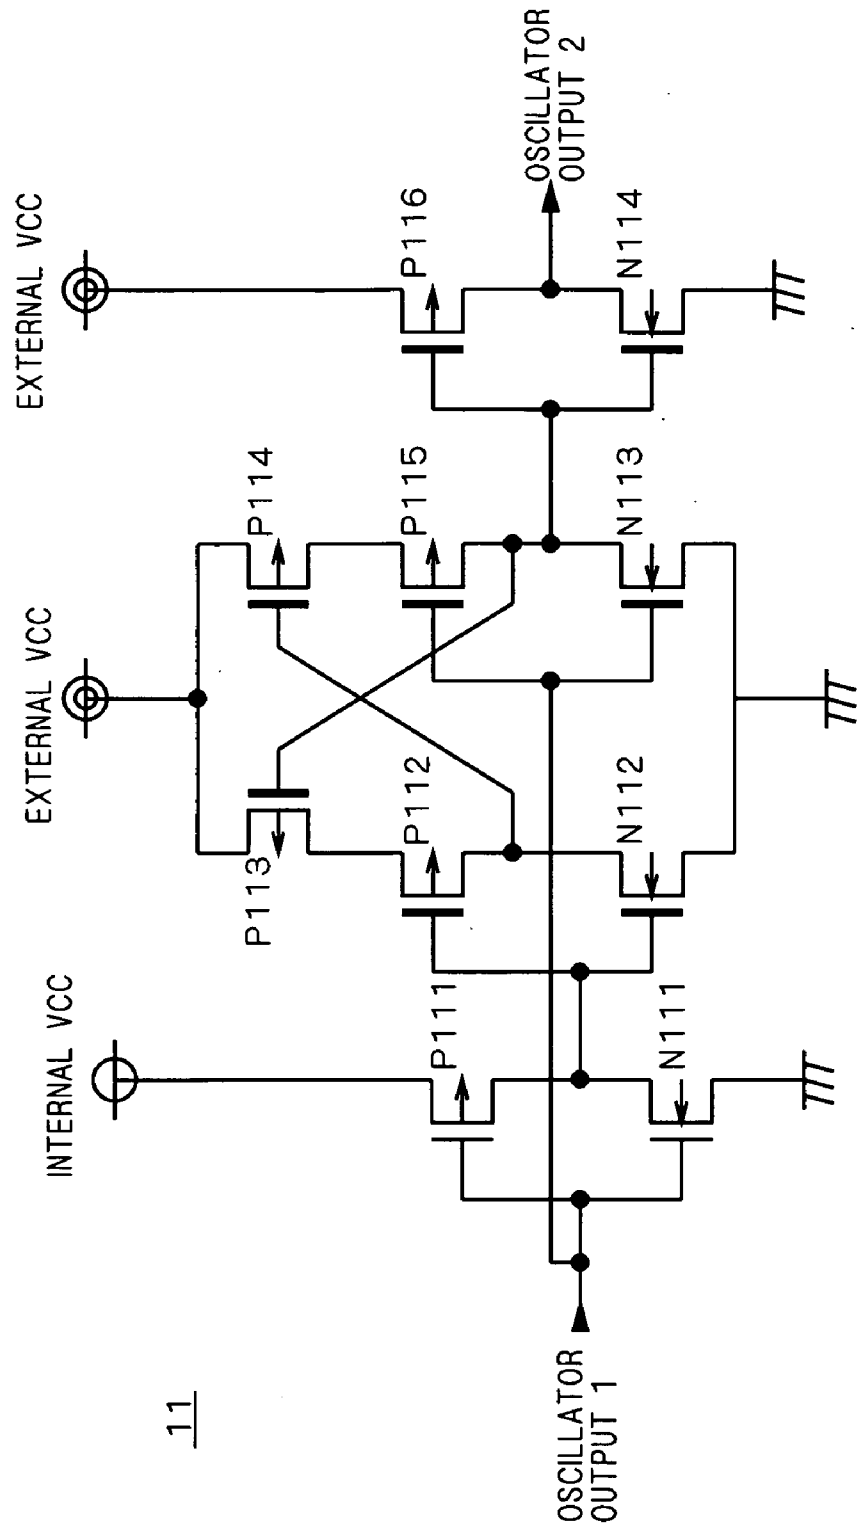 11
OSCILLATOR
OUTPUT 1
INTERNAL VCC
P111
N111
EXTERNAL VCC
P113
P112
N112
P114
P115
N113
EXTERNAL VCC
P116
N114
OSCILLATOR
OUTPUT 2